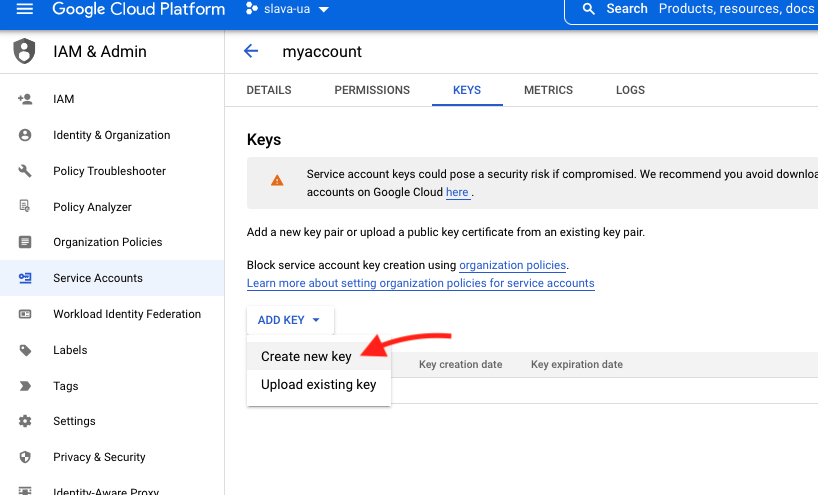 Google Cloud Platform
slava-ua
Search Products, resources, docs
IAM & Admin
myaccount
DETAILS PERMISSIONS KEYS METRICS LOGS
IAM
Identity & Organization
Policy Troubleshooter
Policy Analyzer
Organization Policies
Service Accounts
Workload Identity Federation
Labels
Tags
Settings
Privacy & Security
Identity-Aware Proxy
Keys
Service account keys could pose a security risk if compromised. We recommend you avoid downloa
accounts on Google Cloud here .
Add a new key pair or upload a public key certificate from an existing key pair.
Block service account key creation using organization policies.
Learn more about setting organization policies for service accounts
ADD KEY
Create new key
Upload existing key
Key creation date Key expiration date